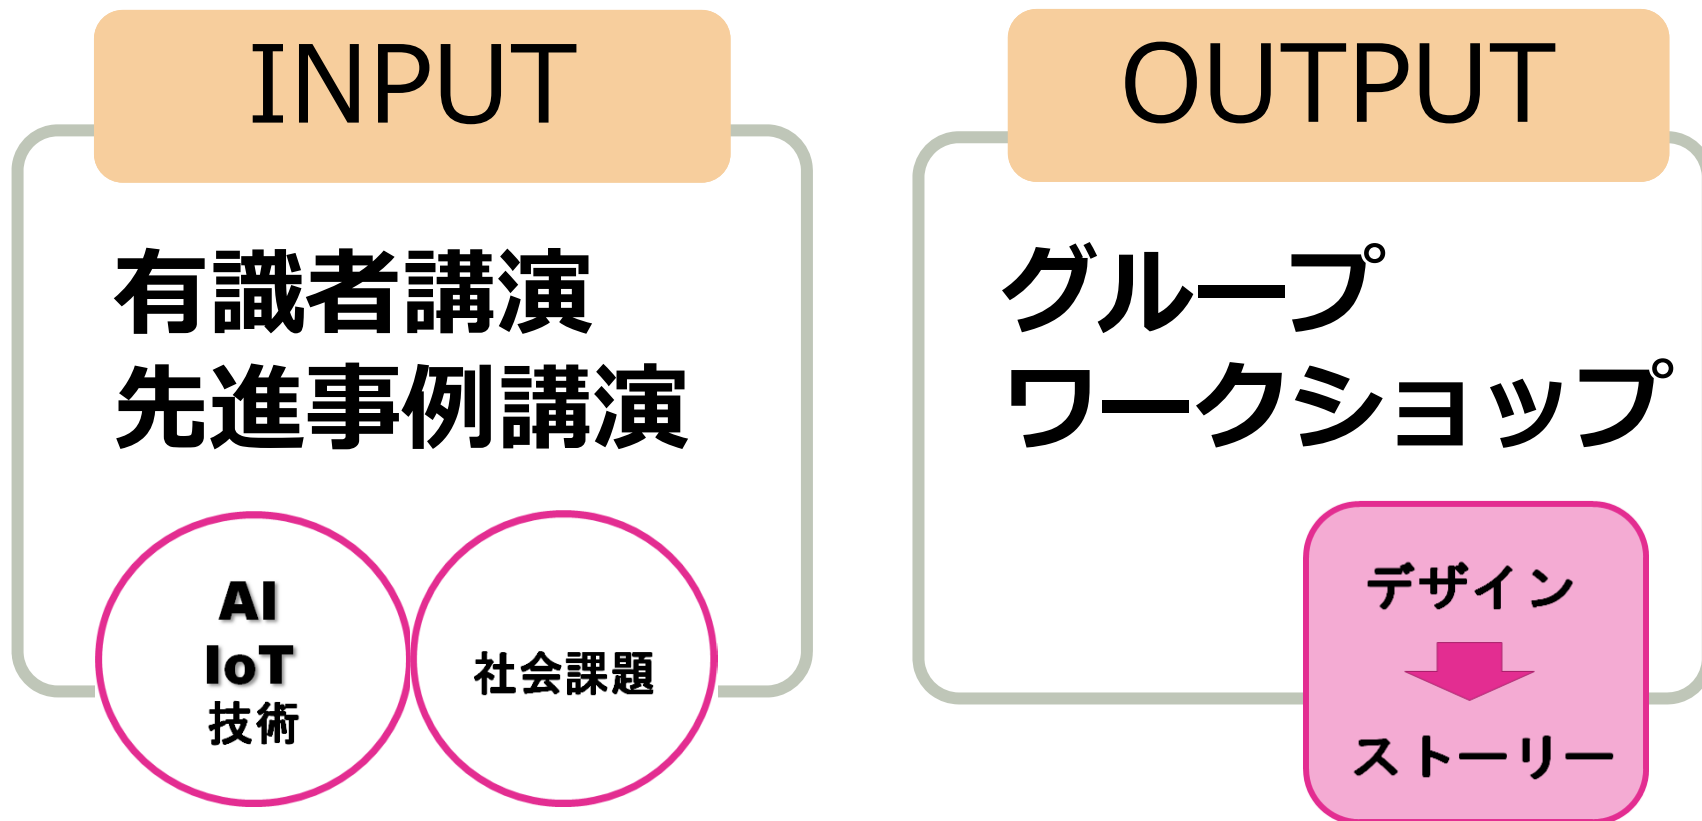 INPUT
有識者講演
先進事例講演
AI
IoT
技術
社会課題
OUTPUT
グループ
ワークショップ
デザイン
ストーリー